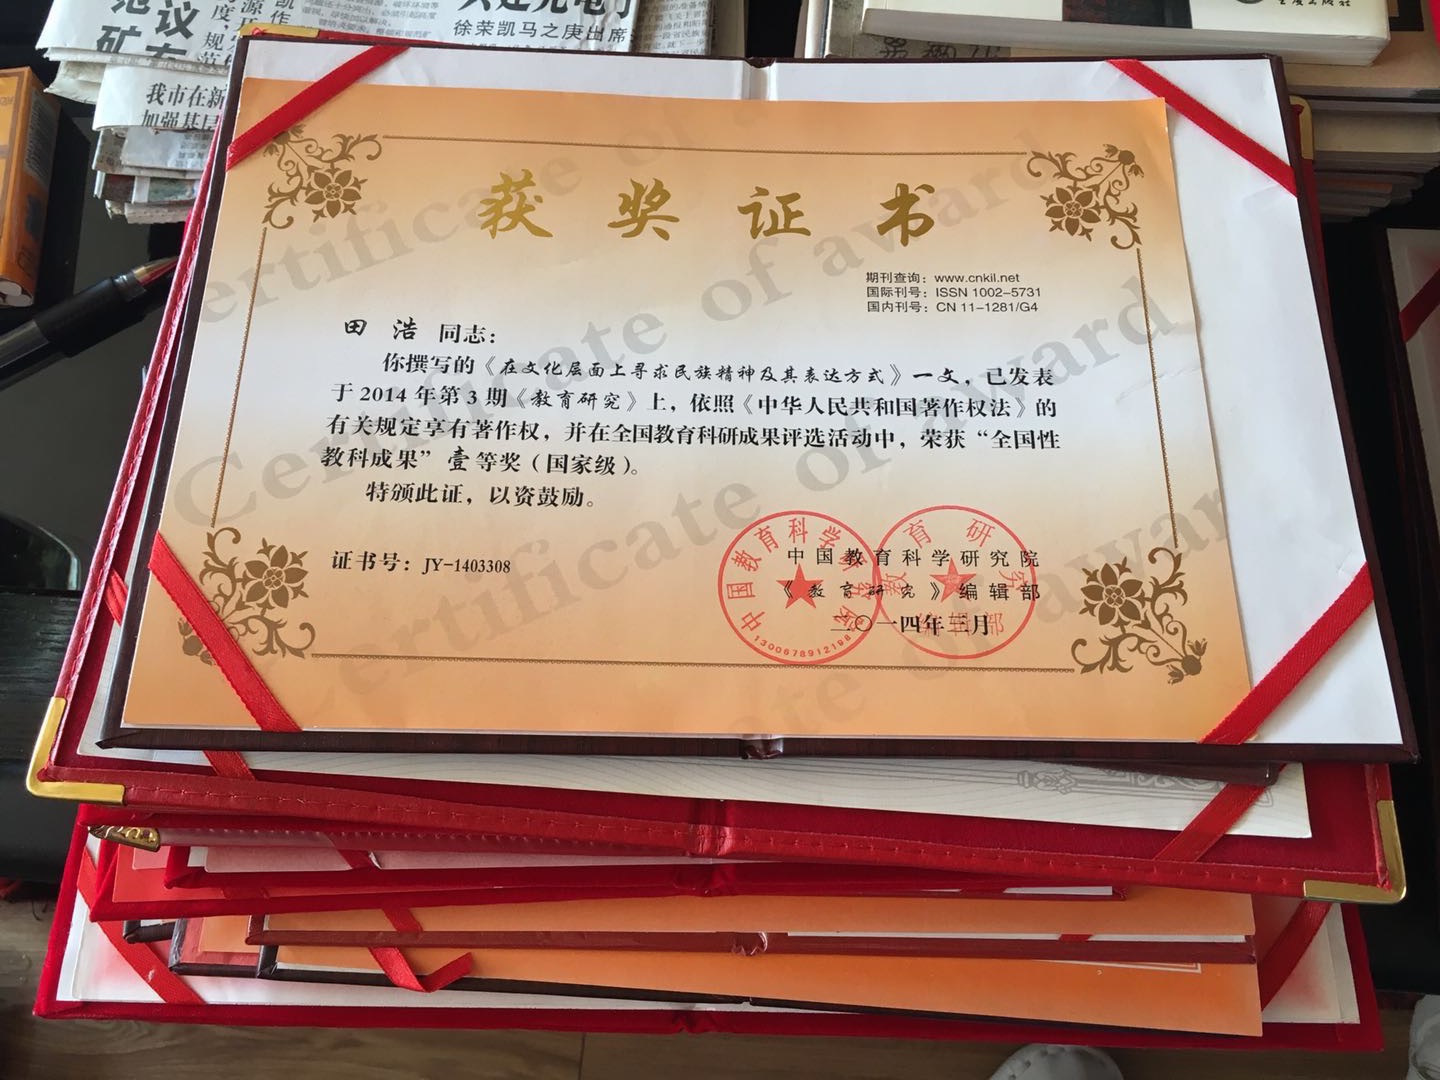 议
徐荣凯马之庚出席
我市在新
加强基层
获奖证书
期刊查询：www.cnkil.net
国际刊号：ISSN 1002-5731
国内刊号：CN 11-1281/G4
田浩 同志：
你撰写的《在文化层面上寻求民族精神及其表达方式》一文，已发表
于2014年第3期《教育研究》上，依照《中华人民共和国著作权法》的
有关规定享有著作权，并在全国教育科研成果评选活动中，荣获“全国性
教科成果”壹等奖（国家级）。
特颁此证，以资鼓励。
证书号：JY-1403308
中国教育科学研究院
《教育研究》编辑部
二〇一四年三月
Certificate of award
Certificate of award
Certificate of award
1300678912198